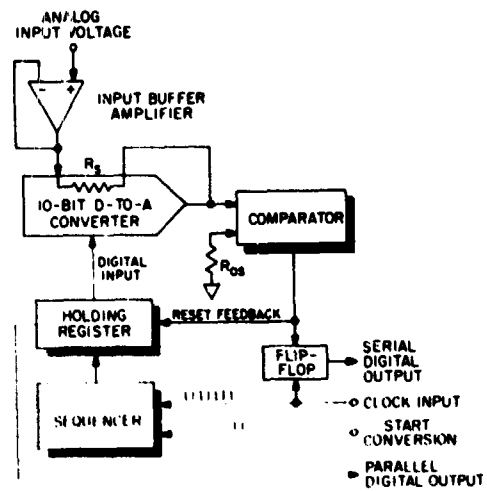 ANALOG
INPUT VOLTAGE
- +
INPUT BUFFER
AMPLIFIER
RS
10-BIT D-TO-A
CONVERTER
COMPARATOR
DIGITAL
INPUT
ROS
HOLDING
REGISTER
RESET FEEDBACK
FLIP-
FLOP
SERIAL
DIGITAL
OUTPUT
SEQUENCER
CLOCK INPUT
START
CONVERSION
PARALLEL
DIGITAL OUTPUT